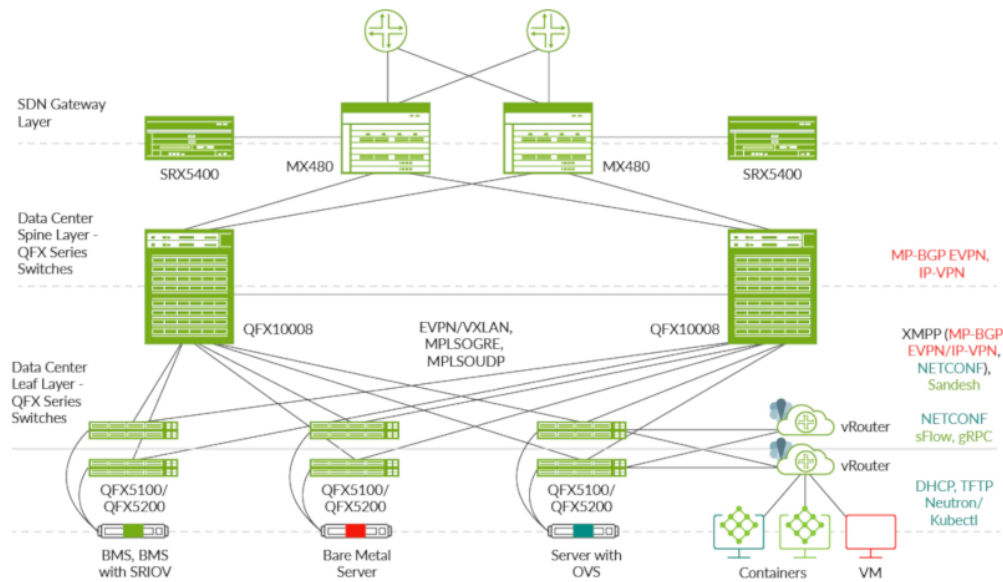 SDN Gateway
Layer
SRX5400
MX480
MX480
SRX5400
Data Center
Spine Layer -
QFX Series
Switches
MP-BGP EVPN,
IP-VPN
QFX10008
EVPN/VXLAN,
MPLSOGRE,
MPLSOUDP
QFX10008
XMPP (MP-BGP
EVPN/IP-VPN,
NETCONF),
Sandesh
Data Center
Leaf Layer -
QFX Series
Switches
vRouter
NETCONF
sFlow, gRPC
vRouter
QFX5100/
QFX5200
QFX5100/
QFX5200
QFX5100/
QFX5200
DHCP, TFTP
Neutron/
Kubectl
BMS, BMS
with SRIOV
Bare Metal
Server
Server with
OVS
Containers
VM